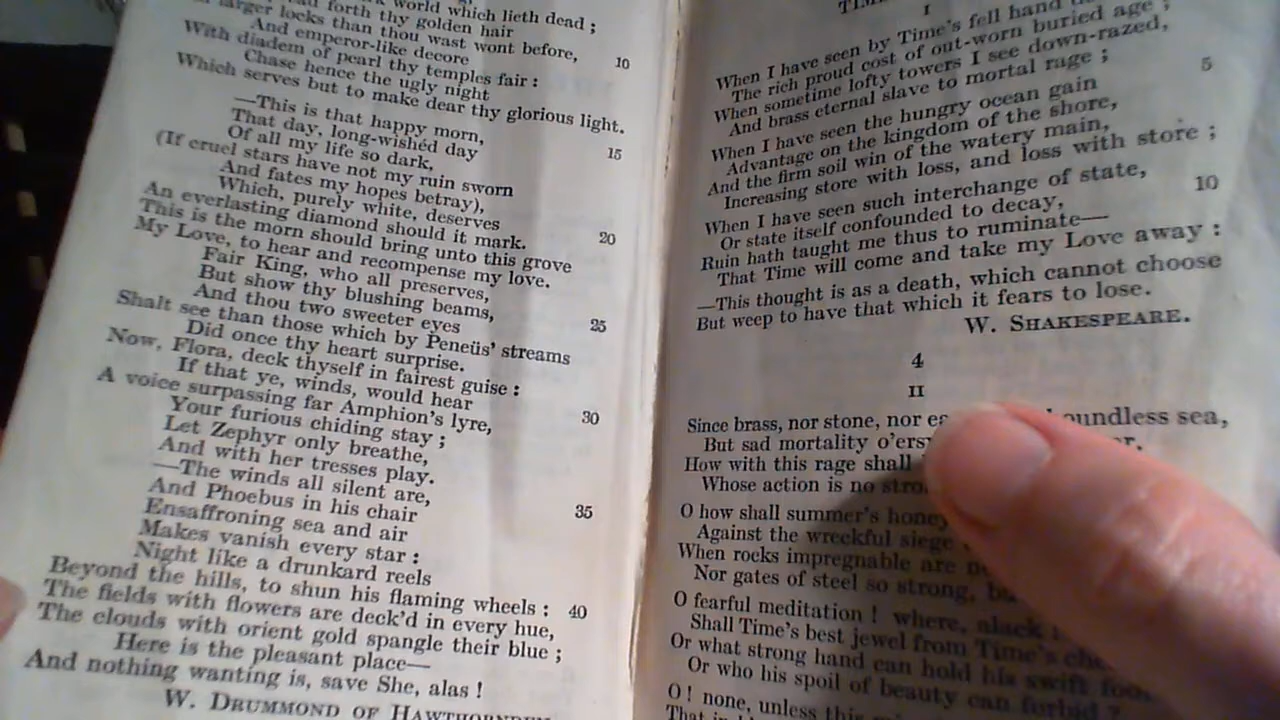 world which lieth dead ;
forth thy golden hair
larger locks than thou wast wont before,
And emperor-like decore
With diadem of pearl thy temples fair : 10
Chase hence the ugly night
Which serves but to make dear thy glorious light.
—This is that happy morn,
That day, long-wishéd day
Of all my life so dark, 15
(If cruel stars have not my ruin sworn
And fates my hopes betray),
Which, purely white, deserves
An everlasting diamond should it mark.
This is the morn should bring unto this grove 20
My Love, to hear and recompense my love.
Fair King, who all preserves,
But show thy blushing beams,
And thou two sweeter eyes
Shalt see than those which by Peneüs' streams 25
Did once thy heart surprise.
Now, Flora, deck thyself in fairest guise :
If that ye, winds, would hear
A voice surpassing far Amphion's lyre,
Your furious chiding stay ; 30
Let Zephyr only breathe,
And with her tresses play.
—The winds all silent are,
And Phoebus in his chair
Ensaffroning sea and air 35
Makes vanish every star :
Night like a drunkard reels
Beyond the hills, to shun his flaming wheels :
The fields with flowers are deck'd in every hue,
The clouds with orient gold spangle their blue ; 40
Here is the pleasant place—
And nothing wanting is, save She, alas !
W. DRUMMOND OF HAWTHORNDEN
I
When I have seen by Time's fell hand
The rich proud cost of out-worn buried age ;
When sometime lofty towers I see down-razed,
And brass eternal slave to mortal rage ;
When I have seen the hungry ocean gain 5
Advantage on the kingdom of the shore,
And the firm soil win of the watery main,
Increasing store with loss, and loss with store ;
When I have seen such interchange of state,
Or state itself confounded to decay, 10
Ruin hath taught me thus to ruminate—
That Time will come and take my Love away :
—This thought is as a death, which cannot choose
But weep to have that which it fears to lose.
W. SHAKESPEARE.
4
II
Since brass, nor stone, nor boundless sea,
But sad mortality
How with this rage shall
Whose action is no
O how shall summer's honey
Against the wreckful siege
When rocks impregnable are
Nor gates of steel so strong,
O fearful meditation ! where, alack
Shall Time's best jewel from Time's
Or what strong hand can hold his swift foot
Or who his spoil of beauty can forbid ?
O ! none, unless this
That in